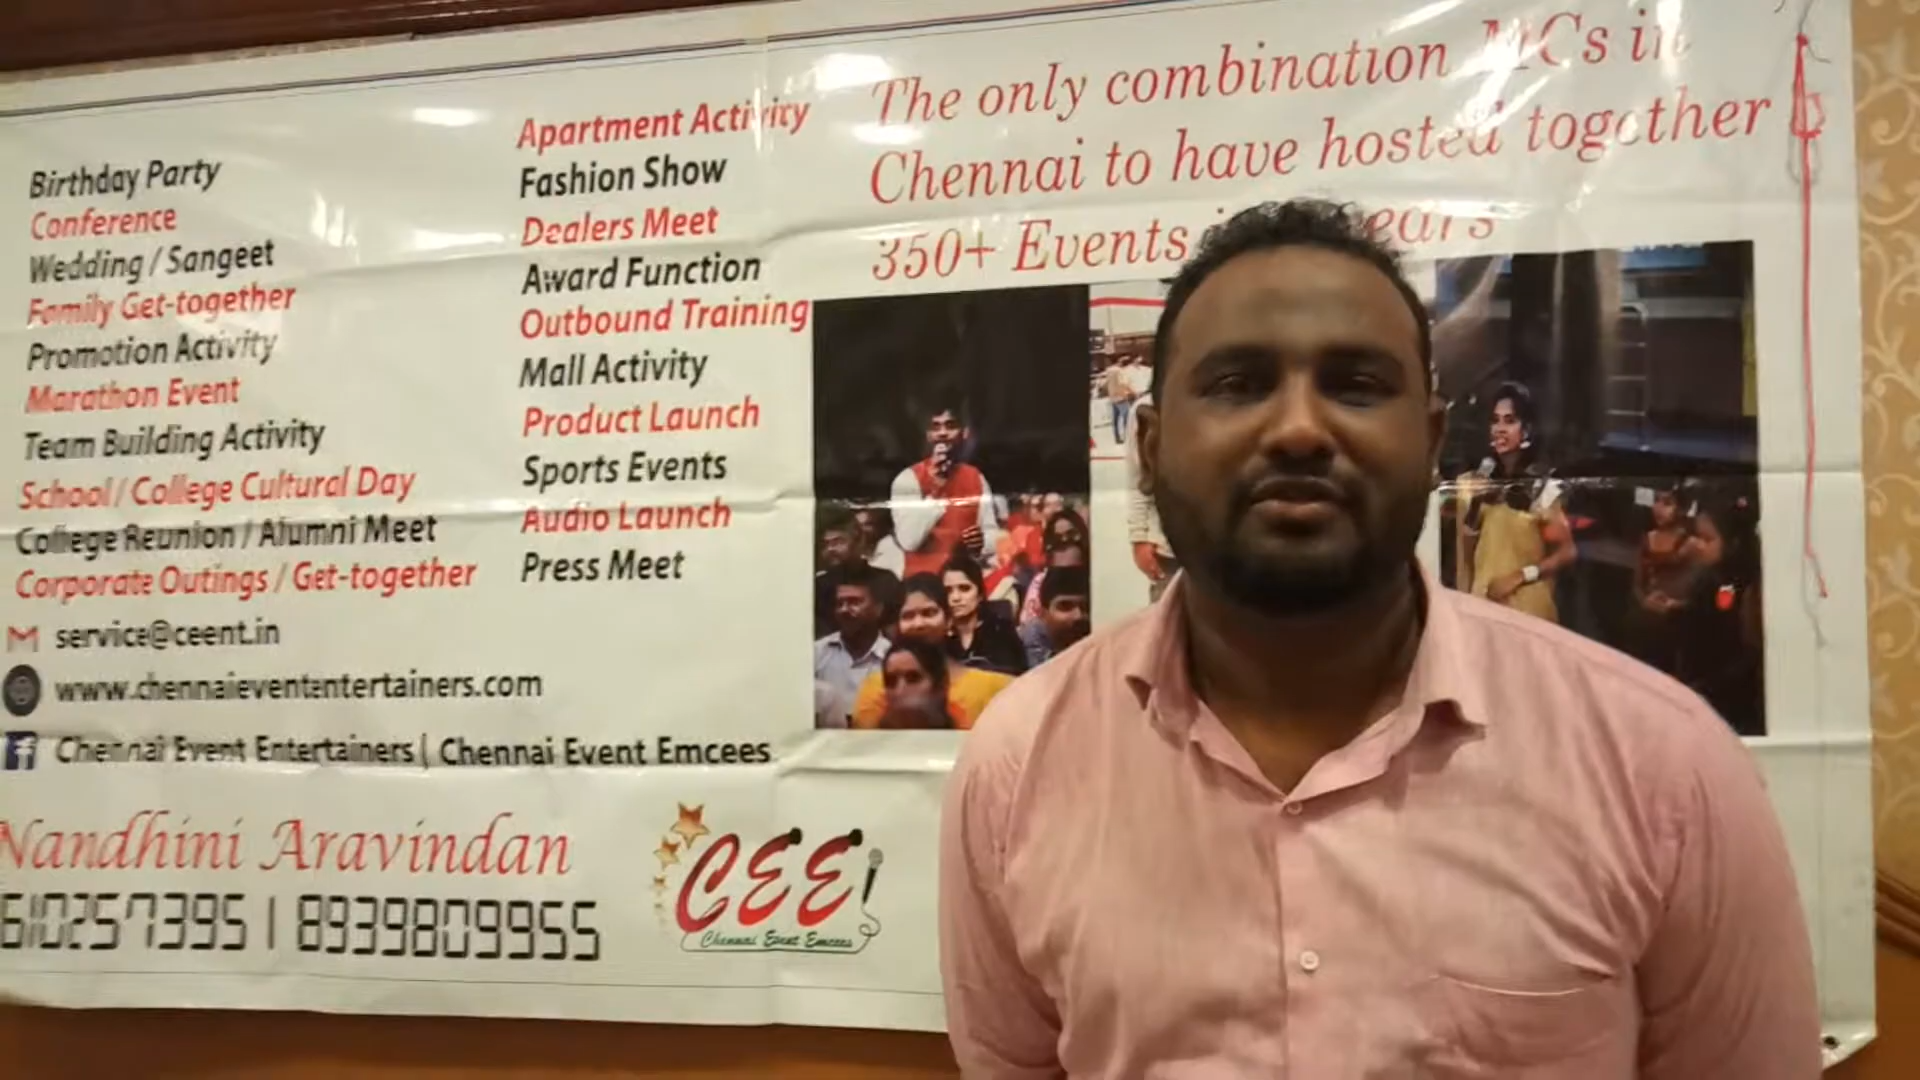 Birthday Party
Conference
Wedding / Sangeet
Family Get-together
Promotion Activity
Marathon Event
Team Building Activity
School / College Cultural Day
College Reunion / Alumni Meet
Corporate Outings / Get-together
service@ceent.in
www.chennaievententertainers.com
Chennai Event Entertainers | Chennai Event Emcees
Nandhini Aravindan
610257395 | 8939809955
Apartment Activity
Fashion Show
Dealers Meet
Award Function
Outbound Training
Mall Activity
Product Launch
Sports Events
Audio Launch
Press Meet
The only combination MCs in
Chennai to have hosted together
350+ Events
CEE
Chennai Event Emcees